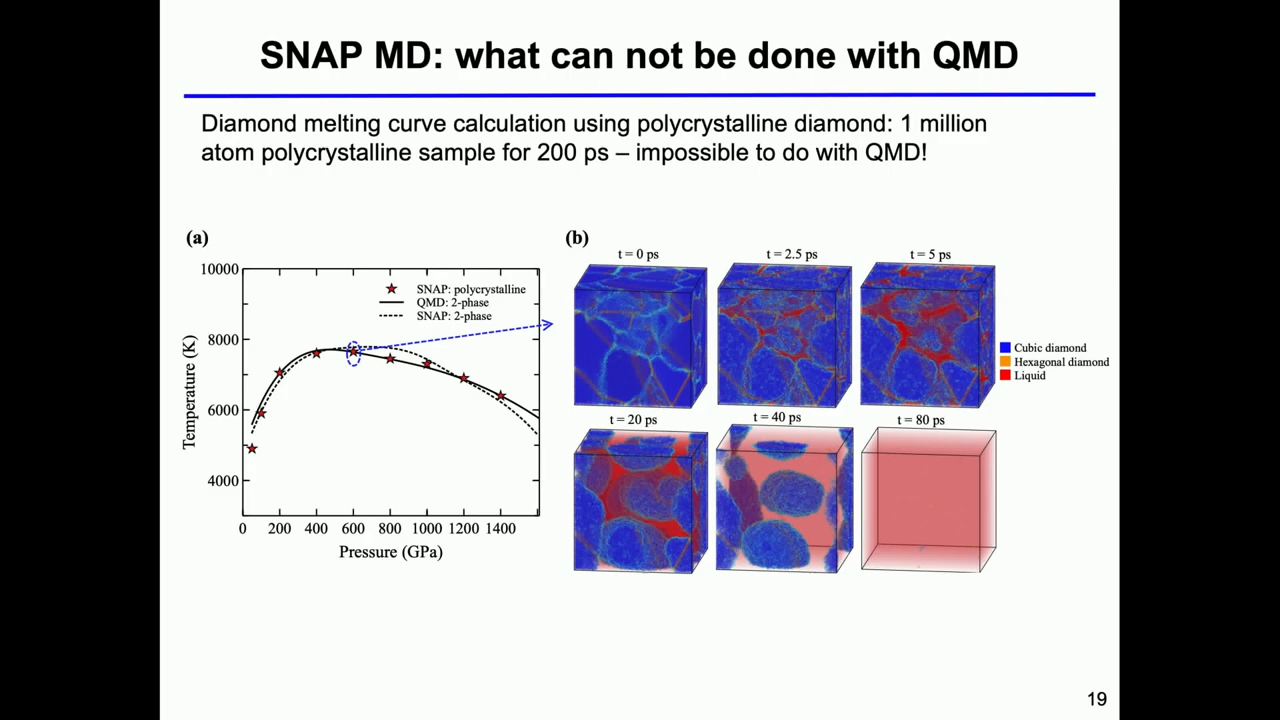 SNAP MD: what can not be done with QMD
Diamond melting curve calculation using polycrystalline diamond: 1 million
atom polycrystalline sample for 200 ps – impossible to do with QMD!
(a)
10000
8000
6000
4000
Temperature (K)
SNAP: polycrystalline
QMD: 2-phase
SNAP: 2-phase
0 200 400 600 800 1000 1200 1400
Pressure (GPa)
(b)
t = 0 ps
t = 2.5 ps
t = 5 ps
Cubic diamond
Hexagonal diamond
Liquid
t = 20 ps
t = 40 ps
t = 80 ps
19